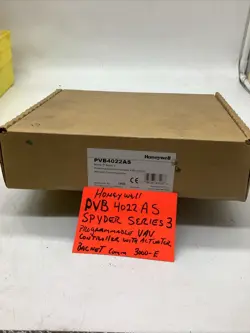 PVB4022AS
Honeywell
HONEYWELL
PVB 4022 AS
SPYDER SERIES 3
PROGRAMMABLE VAV
CONTROLLER WITH ACTUATOR
BACNET COMM 3000-E